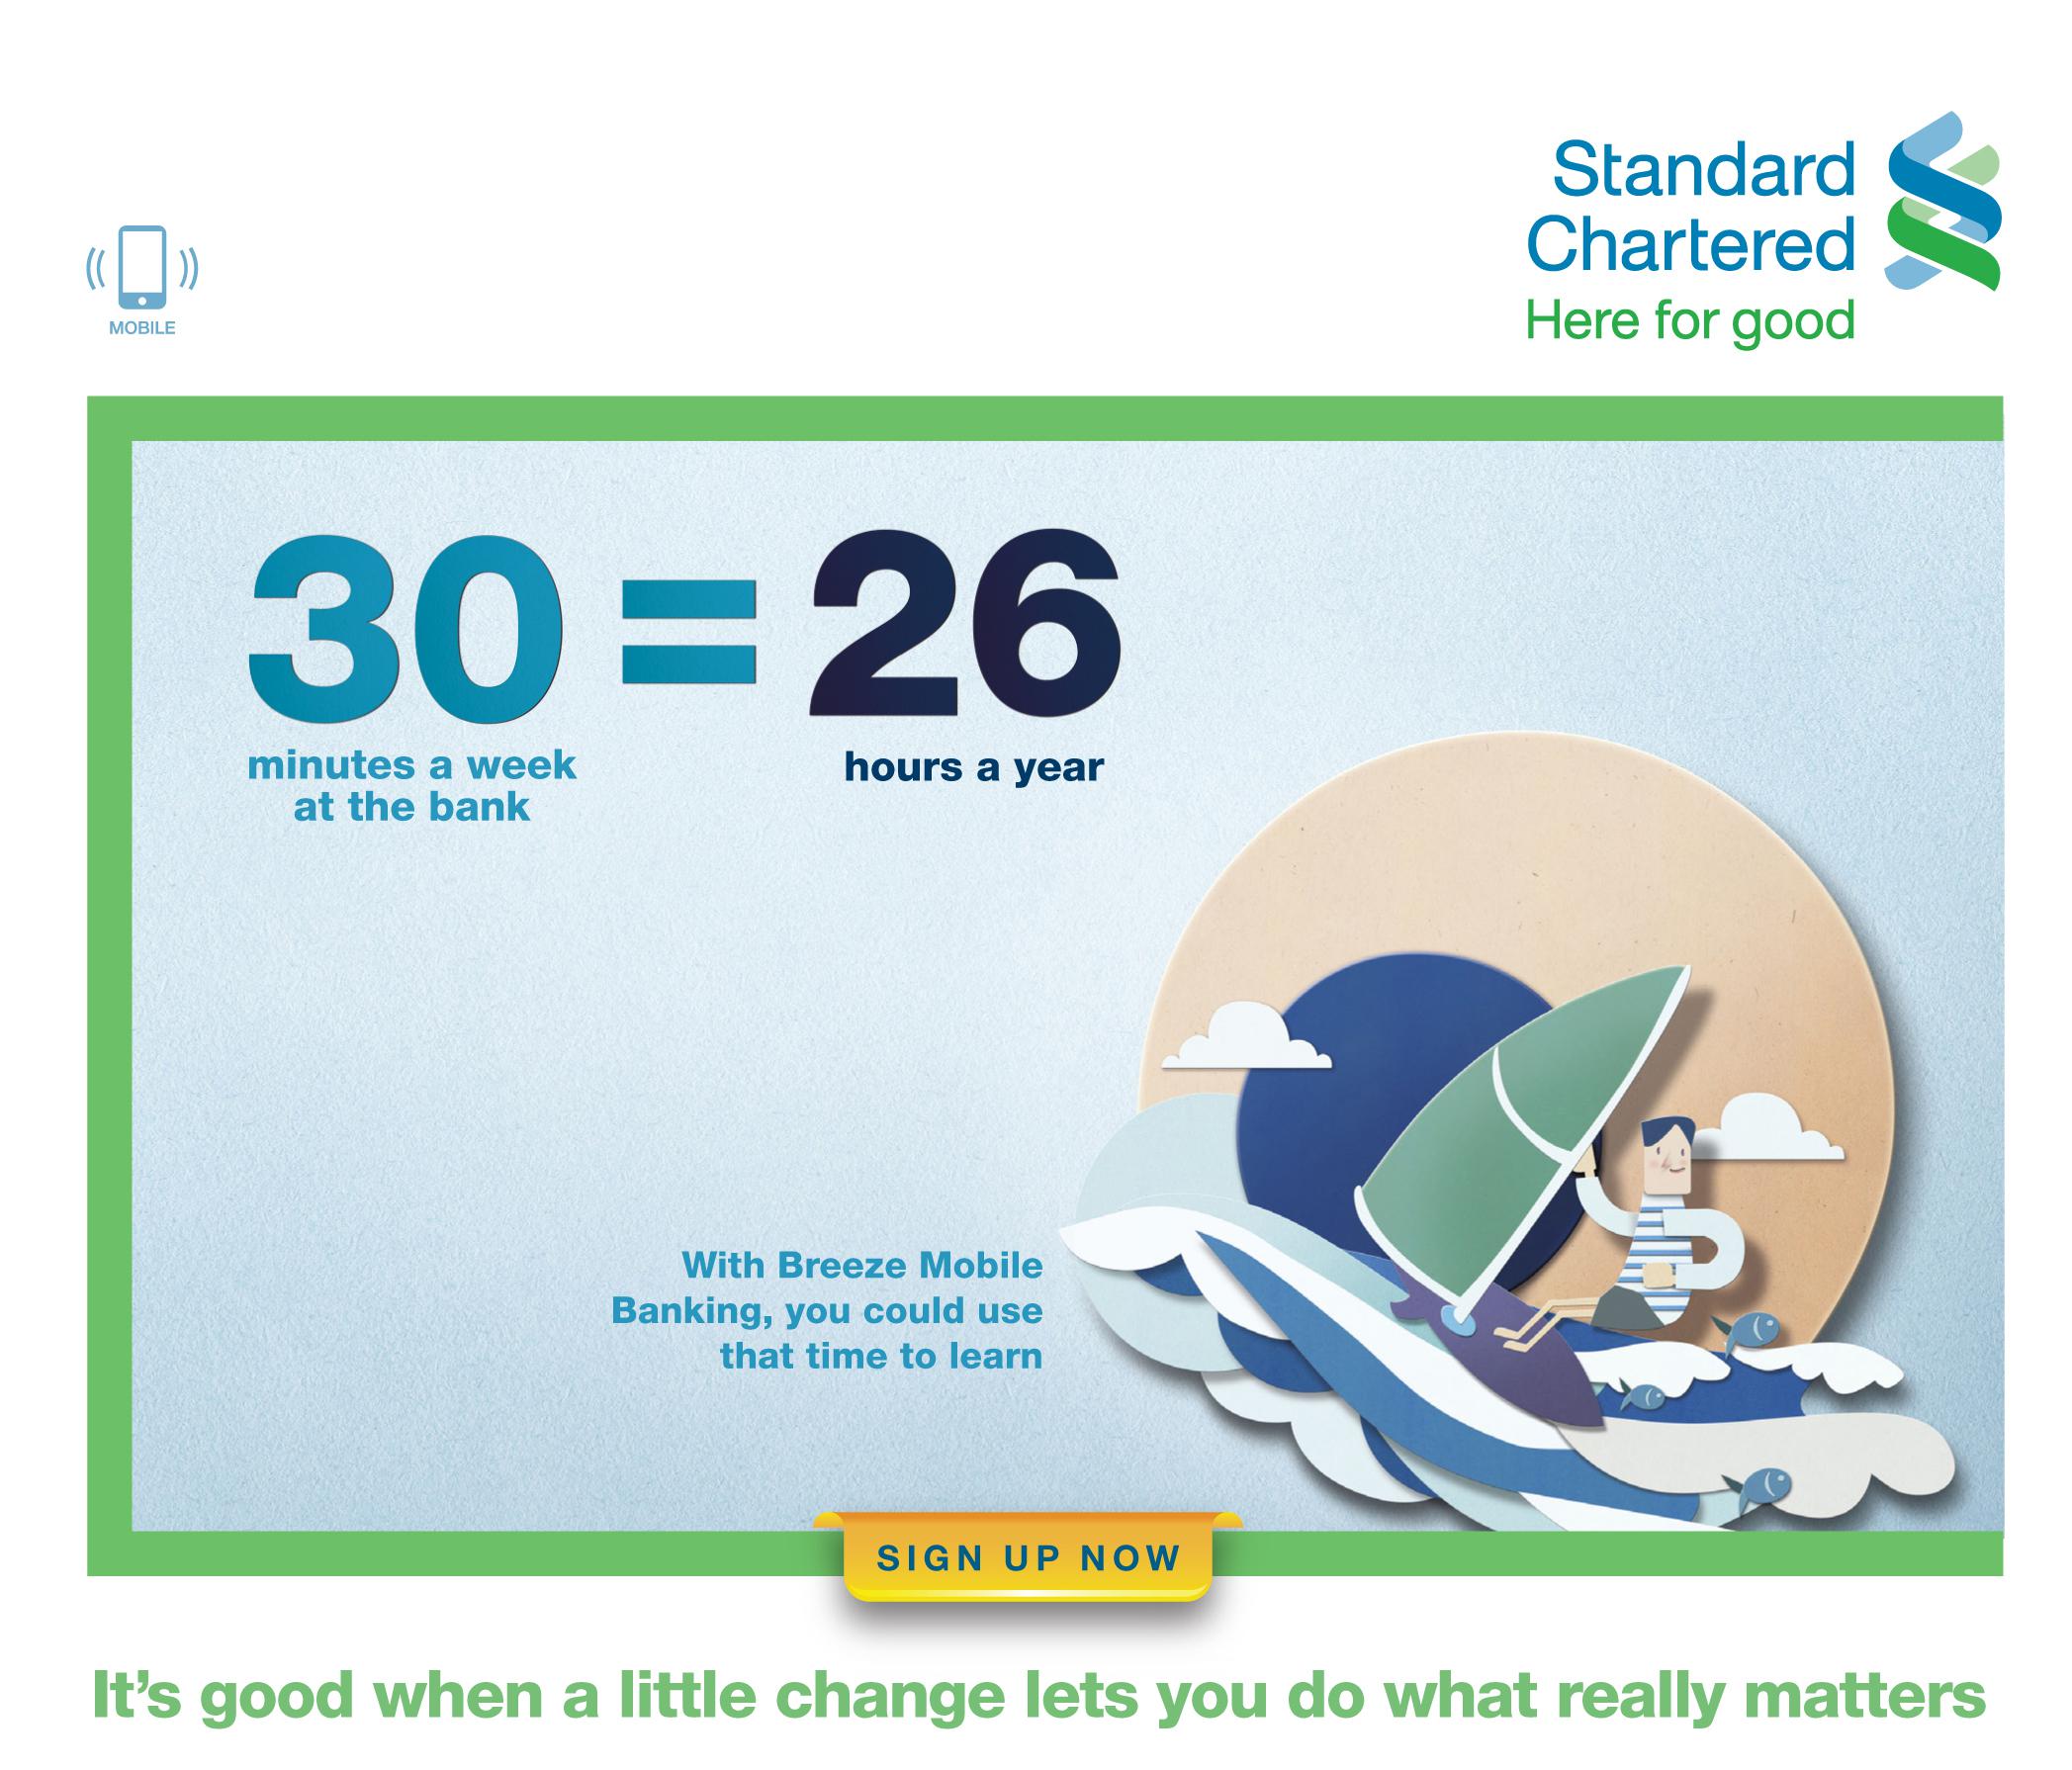 Standard
Chartered
Here for good
MOBILE
30 = 26
minutes a week
at the bank
hours a year
With Breeze Mobile
Banking, you could use
that time to learn
SIGN UP NOW
It's good when a little change lets you do what really matters